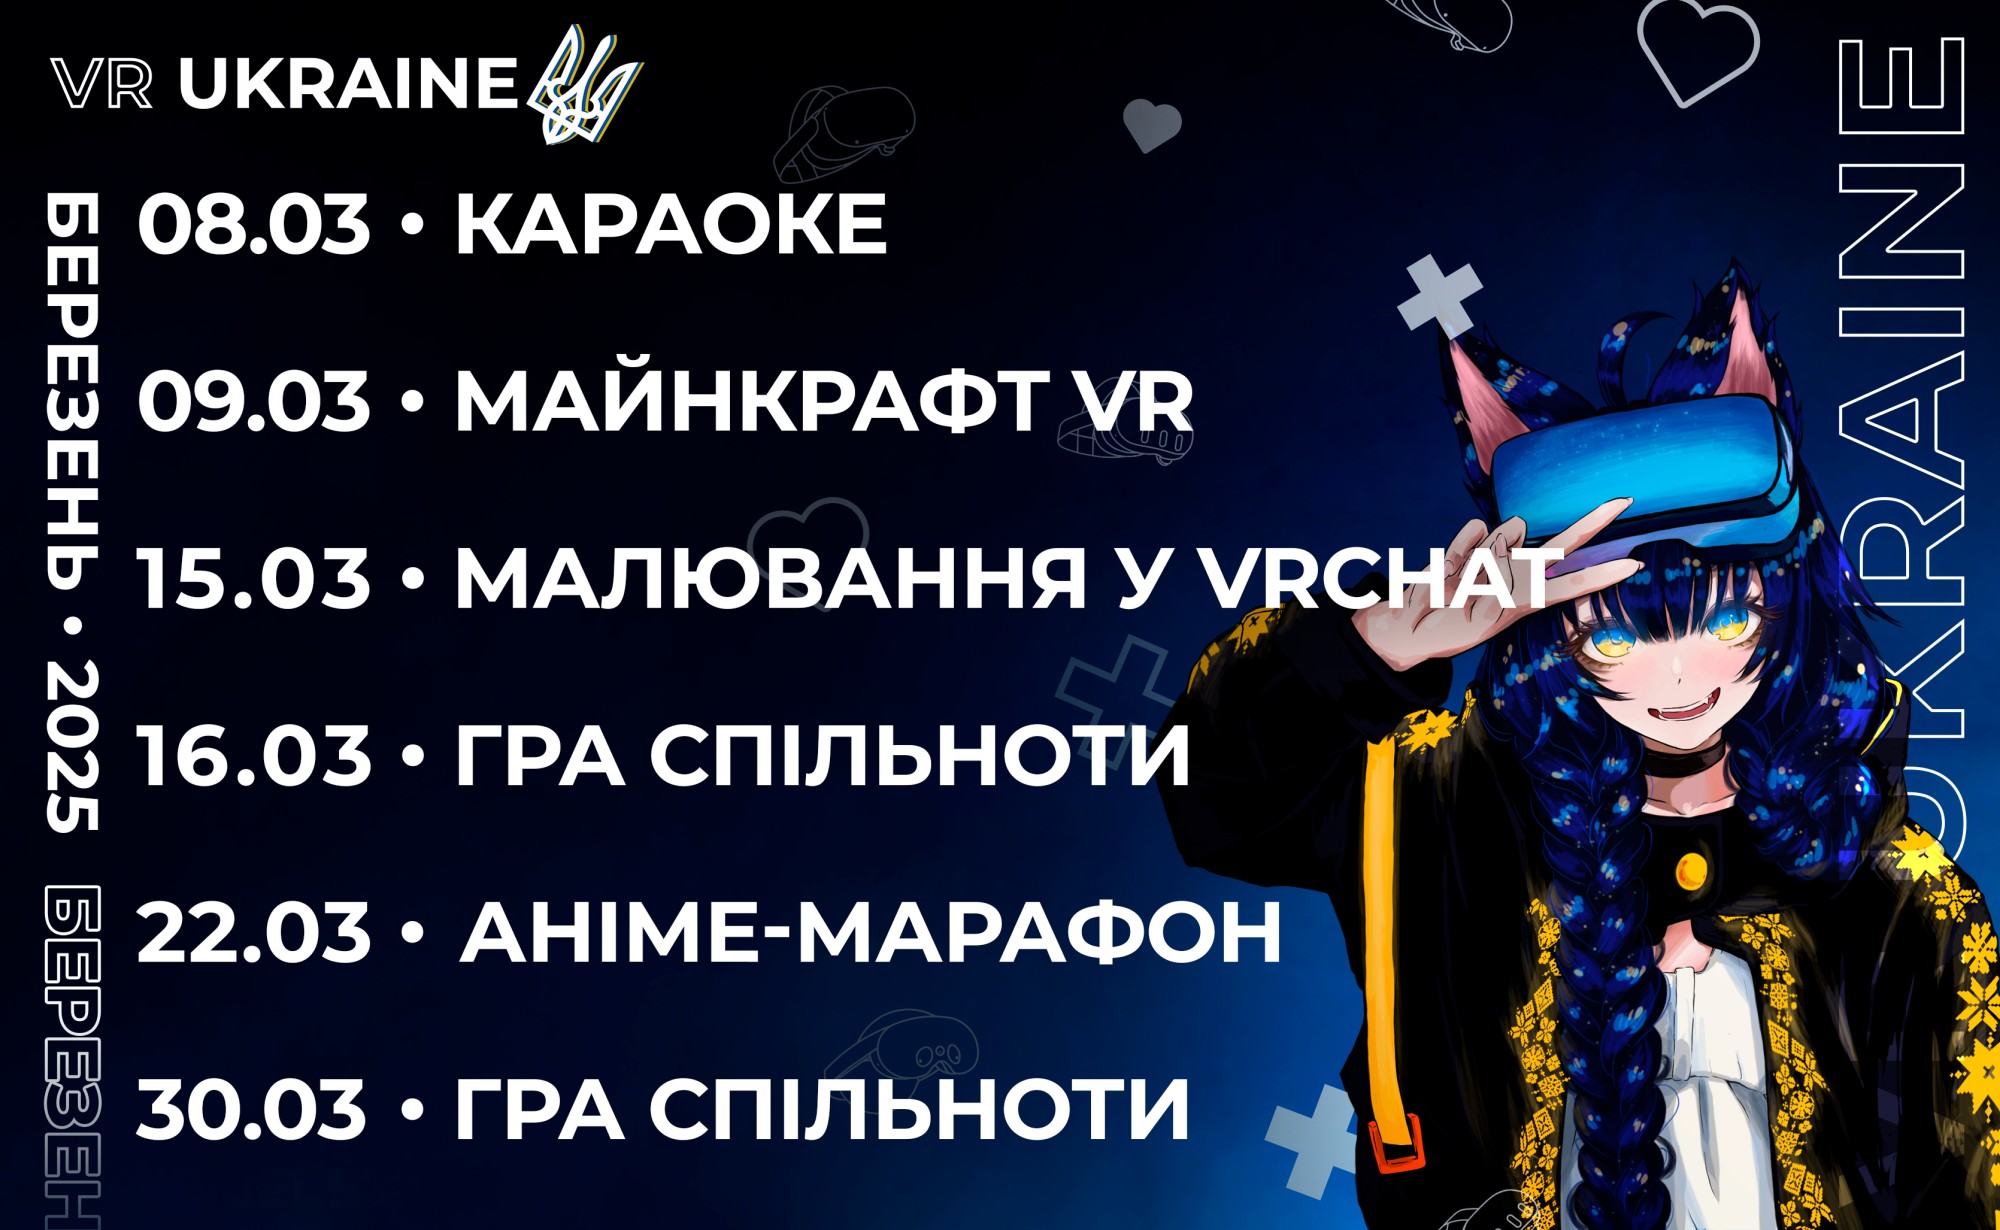 VR UKRAINE
БЕРЕЗЕНЬ • 2025
БЕРЕЗЕН
08.03 • КАРАОКЕ
09.03 • МАЙНКРАФТ VR
15.03 • МАЛЮВАННЯ У VRCHAT
16.03 • ГРА СПІЛЬНОТИ
22.03 • АНІМЕ-МАРАФОН
30.03 • ГРА СПІЛЬНОТИ
UKRAINE